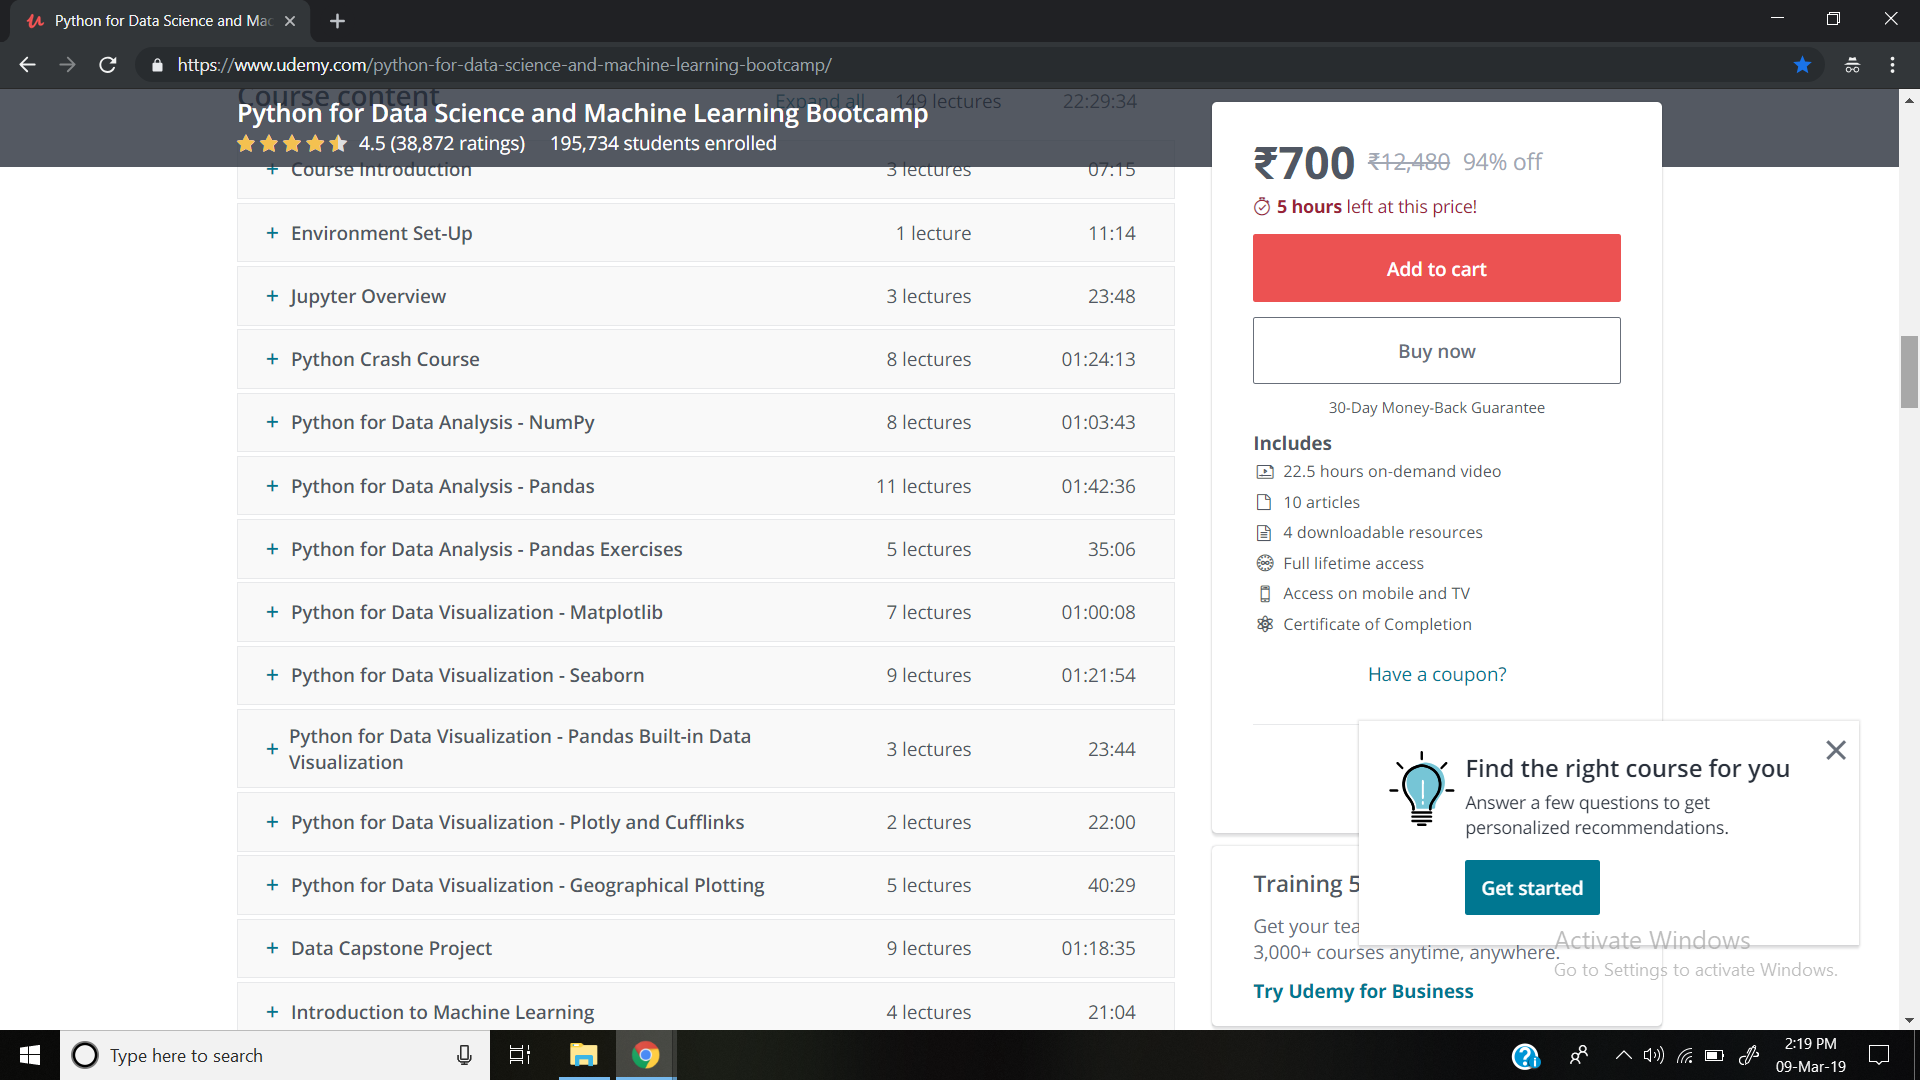 Python for Data Science and Mac
https://www.udemy.com/python-for-data-science-and-machine-learning-bootcamp/
Course content Expand all 149 lectures 22:29:34
Python for Data Science and Machine Learning Bootcamp
4.5 (38,872 ratings) 195,734 students enrolled
+ Course Introduction 3 lectures 07:15
+ Environment Set-Up 1 lecture 11:14
+ Jupyter Overview 3 lectures 23:48
+ Python Crash Course 8 lectures 01:24:13
+ Python for Data Analysis - NumPy 8 lectures 01:03:43
+ Python for Data Analysis - Pandas 11 lectures 01:42:36
+ Python for Data Analysis - Pandas Exercises 5 lectures 35:06
+ Python for Data Visualization - Matplotlib 7 lectures 01:00:08
+ Python for Data Visualization - Seaborn 9 lectures 01:21:54
+ Python for Data Visualization - Pandas Built-in Data
Visualization 3 lectures 23:44
+ Python for Data Visualization - Plotly and Cufflinks 2 lectures 22:00
+ Python for Data Visualization - Geographical Plotting 5 lectures 40:29
+ Data Capstone Project 9 lectures 01:18:35
+ Introduction to Machine Learning 4 lectures 21:04
₹700 ₹12,480 94% off
5 hours left at this price!
Add to cart
Buy now
30-Day Money-Back Guarantee
Includes
22.5 hours on-demand video
10 articles
4 downloadable resources
Full lifetime access
Access on mobile and TV
Certificate of Completion
Have a coupon?
Find the right course for you
Answer a few questions to get
personalized recommendations.
Get started
Training 5
Get your tea
3,000+ courses anytime, anywhere.
Try Udemy for Business
Activate Windows
Go to Settings to activate Windows.
Type here to search
2:19 PM
09-Mar-19